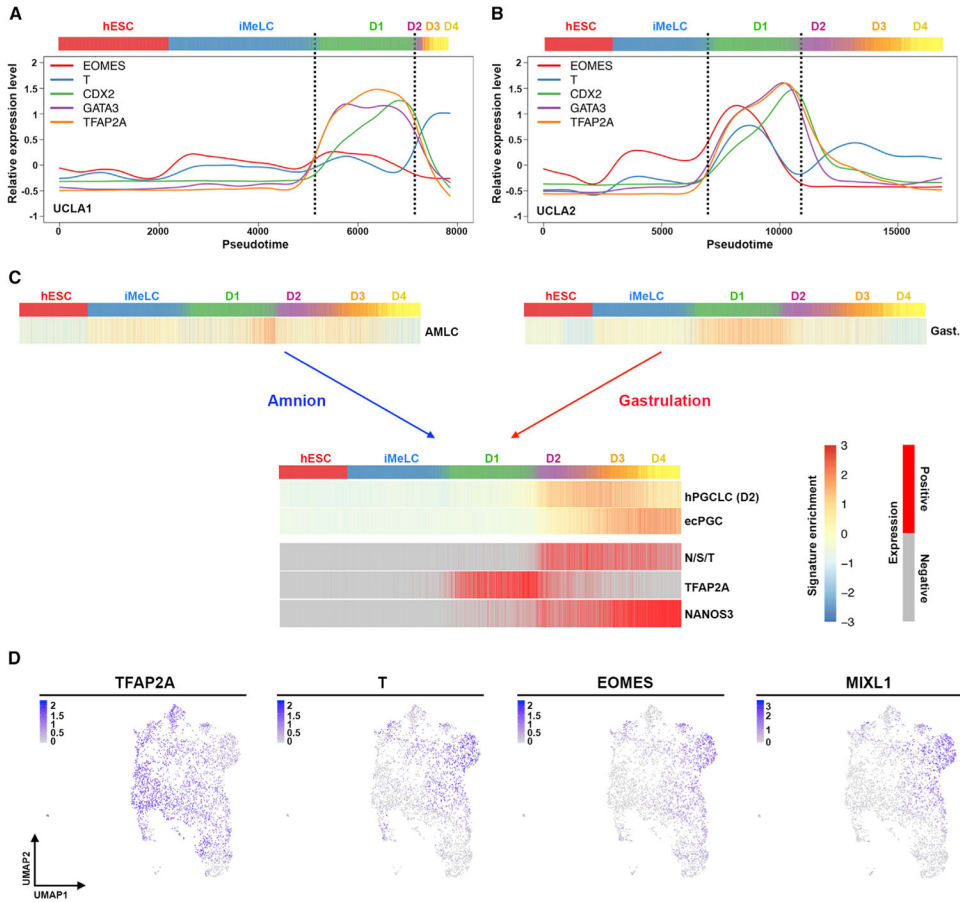 A
hESC iMeLC D1 D2 D3 D4
Relative expression level
2
1.5
1
0.5
0
-0.5
-1
EOMES
T
CDX2
GATA3
TFAP2A
UCLA1
0 2000 4000 6000 8000
Pseudotime
B
hESC iMeLC D1 D2 D3 D4
Relative expression level
2
1.5
1
0.5
0
-0.5
-1
EOMES
T
CDX2
GATA3
TFAP2A
UCLA2
0 5000 10000 15000
Pseudotime
C
hESC iMeLC D1 D2 D3 D4
AMLC
hESC iMeLC D1 D2 D3 D4
Gast.
Amnion
Gastrulation
hESC iMeLC D1 D2 D3 D4
hPGCLC (D2)
ecPGC
N/S/T
TFAP2A
NANOS3
Signature enrichment
3
2
1
0
−1
−2
−3
Expression
Positive
Negative
D
TFAP2A
2
1.5
1
0.5
0
T
2
1.5
1
0.5
0
EOMES
2
1.5
1
0.5
0
MIXL1
3
2
1
0
UMAP2
UMAP1